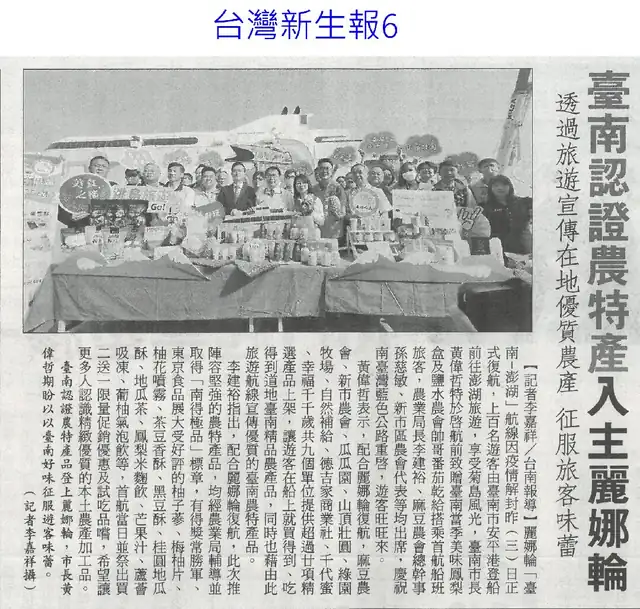 台灣新生報6
臺南認證農特產入主麗娜輪
透過旅遊宣傳在地優質農產 征服旅客味蕾
【記者李嘉祥／台南報導】麗娜輪「臺
南－澎湖」航線因疫情解封昨（三）日正
式復航，上百名遊客由臺南市安平港登船
前往澎湖旅遊，享受菊島風光，臺南市長
黃偉哲特於啓航前致贈臺南當季美味鳳梨
盒及鹽水農會帥哥番茄乾給搭乘首航船班
旅客，農業局長李建裕、麻豆農會總幹事
孫慈敏、新市區農會代表等均出席，慶祝
南臺灣藍色公路重啓，遊客旺旺來。
黃偉哲表示，配合麗娜輪復航，麻豆農
會、新市農會、瓜瓜園、山頂壯圃、綠園
牧場、自然補給、德吉家商業社、千代蜜
、幸福千千歲共九個單位提供超過廿項精
選產品上架，讓遊客在船上就買得到、吃
得到道地臺南精品農產品，同時也藉由此
旅遊航線宣傳優質的臺南農特產品。
李建裕指出，配合麗娜輪復航，此次推
陣容堅強的農特產品，均經農業局輔導並
取得「南得極品」標章，有得獎常勝軍、
東京食品展大受好評的柚子蔘、梅柚片、
柚花噴霧、茶豆香酥、黑豆酥、桂圓地瓜
酥、地瓜茶、鳳梨米麴飲、芒果汁、蘆薈
吸凍、葡柚氣泡飲等，首航當日並祭出買
二送一限量促銷優惠及試吃品嚐，希望讓
更多人認識精緻優質的本土農產加工品。
臺南認證農特產品登上麗娜輪，市長黃
偉哲期盼以以臺南好味征服遊客味蕾。
（記者李嘉祥攝）
Go!